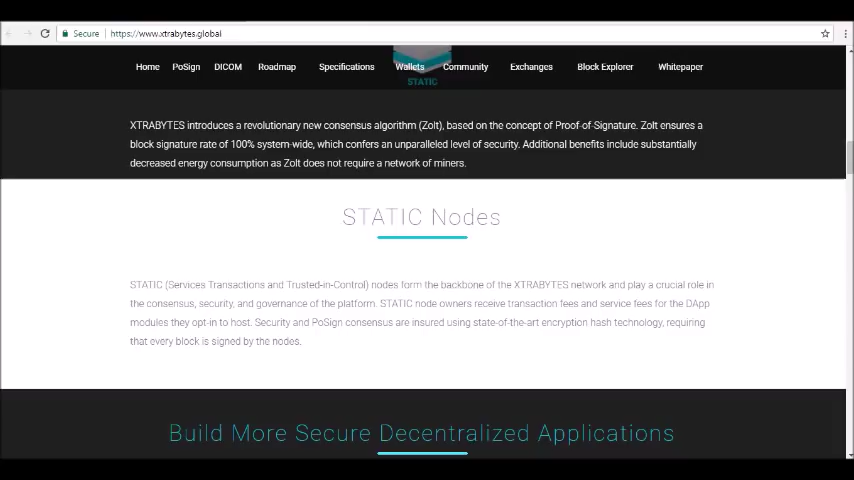 Secure https://www.xtrabytes.global
Home PoSign DICOM Roadmap Specifications Wallets Community Exchanges Block Explorer Whitepaper
STATIC
XTRABYTES introduces a revolutionary new consensus algorithm (Zolt), based on the concept of Proof-of-Signature. Zolt ensures a
block signature rate of 100% system-wide, which confers an unparalleled level of security. Additional benefits include substantially
decreased energy consumption as Zolt does not require a network of miners.
STATIC Nodes
STATIC (Services Transactions and Trusted-in-Control) nodes form the backbone of the XTRABYTES network and play a crucial role in
the consensus, security, and governance of the platform. STATIC node owners receive transaction fees and service fees for the DApp
modules they opt-in to host. Security and PoSign consensus are insured using state-of-the-art encryption hash technology, requiring
that every block is signed by the nodes.
Build More Secure Decentralized Applications